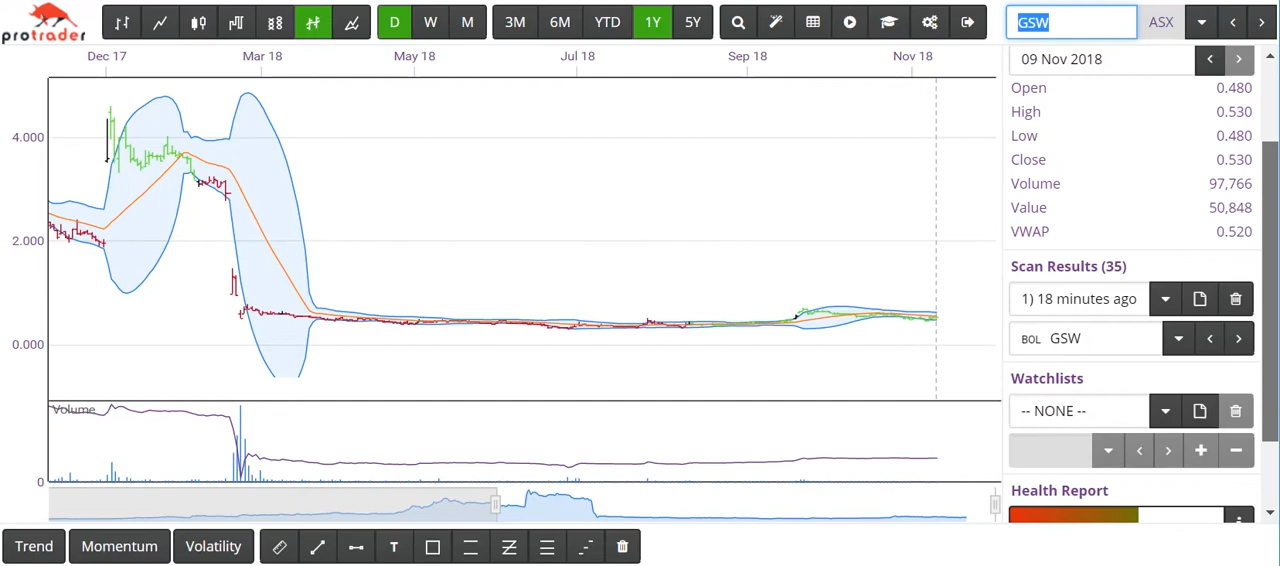 protrader
D W M
3M 6M YTD 1Y 5Y
GSW ASX
Dec 17 Mar 18 May 18 Jul 18 Sep 18 Nov 18
4.000
2.000
0.000
Volume
0
09 Nov 2018
Open 0.480
High 0.530
Low 0.480
Close 0.530
Volume 97,766
Value 50,848
VWAP 0.520
Scan Results (35)
1) 18 minutes ago
BOL GSW
Watchlists
-- NONE --
Health Report
Trend Momentum Volatility T